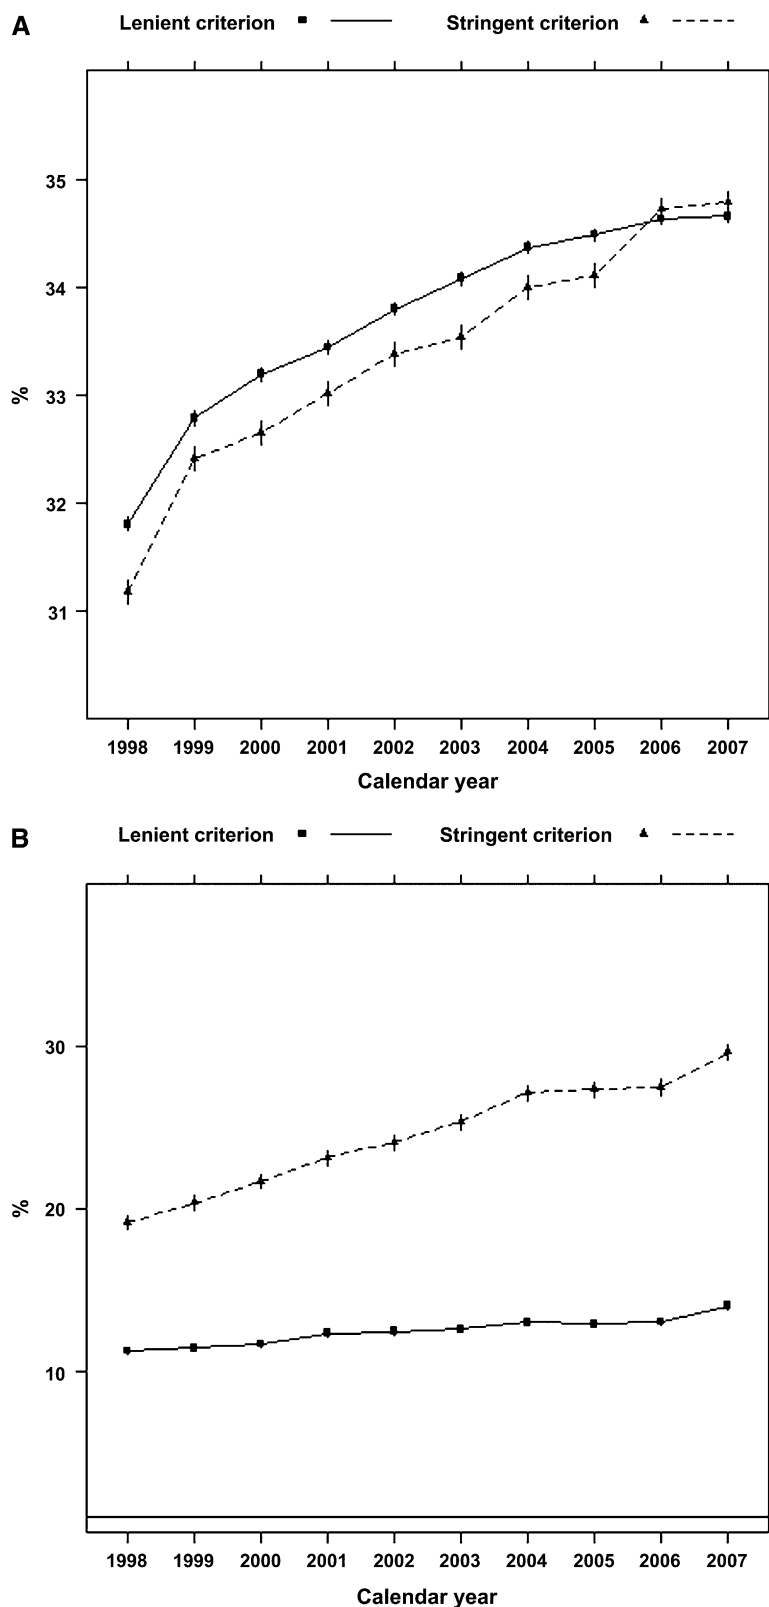 A
Lenient criterion
Stringent criterion
35
34
33
32
31
%
1998 1999 2000 2001 2002 2003 2004 2005 2006 2007
Calendar year
B
Lenient criterion
Stringent criterion
30
20
10
%
1998 1999 2000 2001 2002 2003 2004 2005 2006 2007
Calendar year